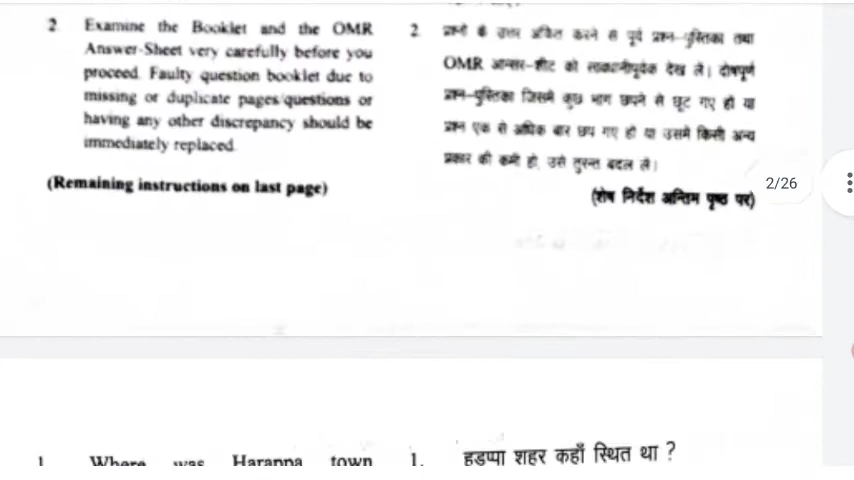 2 Examine the Booklet and the OMR
Answer-Sheet very carefully before you
proceed. Faulty question booklet due to
missing or duplicate pages/questions or
having any other discrepancy should be
immediately replaced.
(Remaining instructions on last page)
2. प्रश्नों के उत्तर अंकित करने से पूर्व प्रश्न-पुस्तिका तथा
OMR आन्सर-शीट को सावधानीपूर्वक देख लें। दोषपूर्ण
प्रश्न-पुस्तिका जिसमें कुछ भाग छपने से छूट गए हों या
प्रश्न एक से अधिक बार छप गए हों या उसमें किसी अन्य
प्रकार की कमी हो, उसे तुरन्त बदल लें।
(शेष निर्देश अन्तिम पृष्ठ पर)
2/26
1 Where was Harappa town
1. हड़प्पा शहर कहाँ स्थित था ?